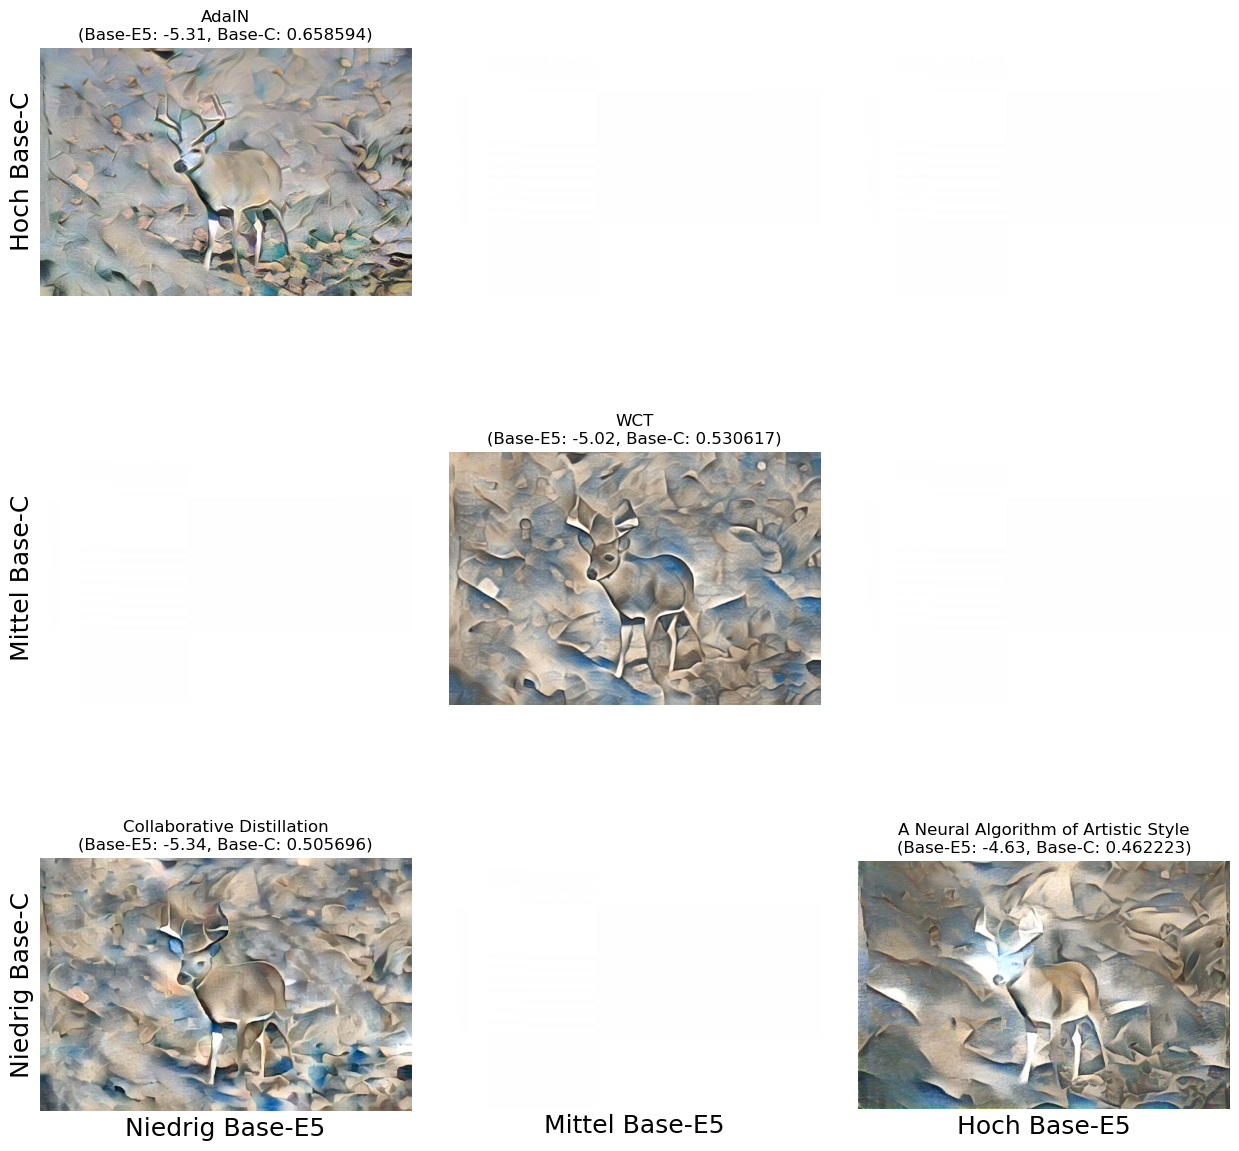 AdaIN
(Base-E5: -5.31, Base-C: 0.658594)
Hoch Base-C
WCT
(Base-E5: -5.02, Base-C: 0.530617)
Mittel Base-C
Collaborative Distillation
(Base-E5: -5.34, Base-C: 0.505696)
A Neural Algorithm of Artistic Style
(Base-E5: -4.63, Base-C: 0.462223)
Niedrig Base-C
Niedrig Base-E5
Mittel Base-E5
Hoch Base-E5